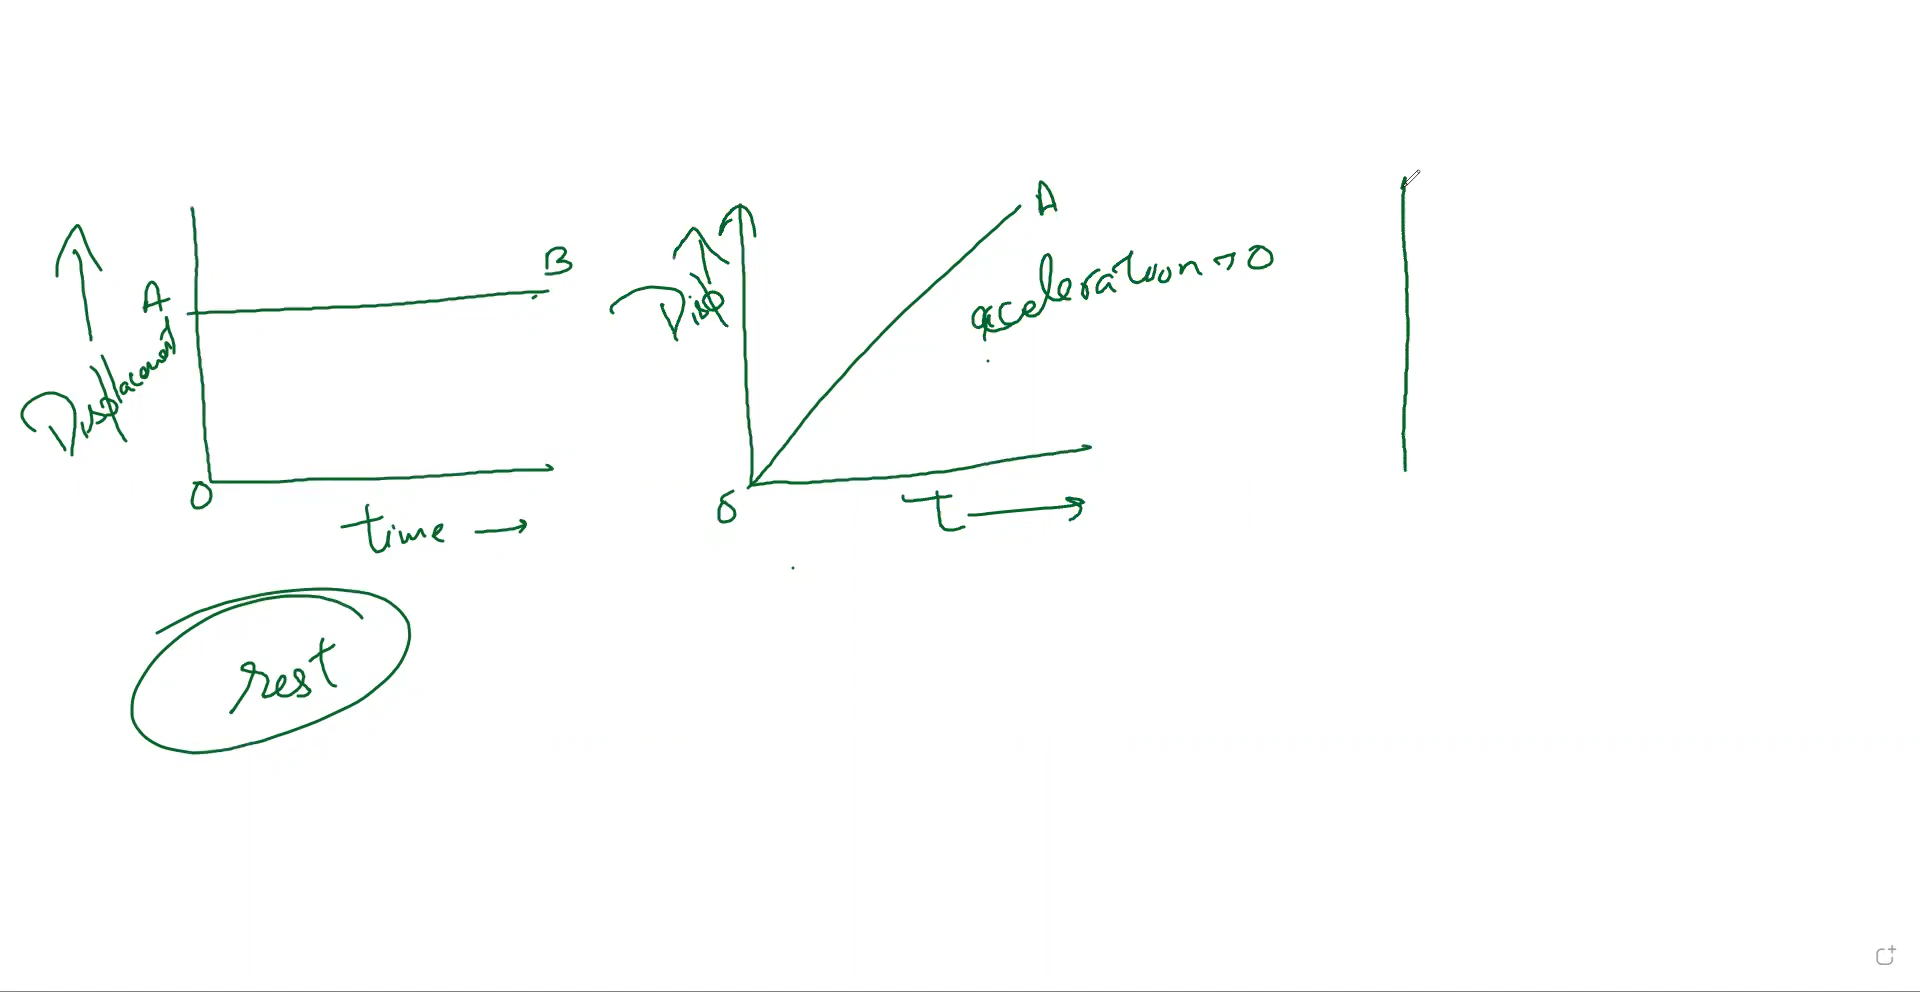 A
B
Displacement
O
time
rest
Disp
A
acceleration → 0
O
t